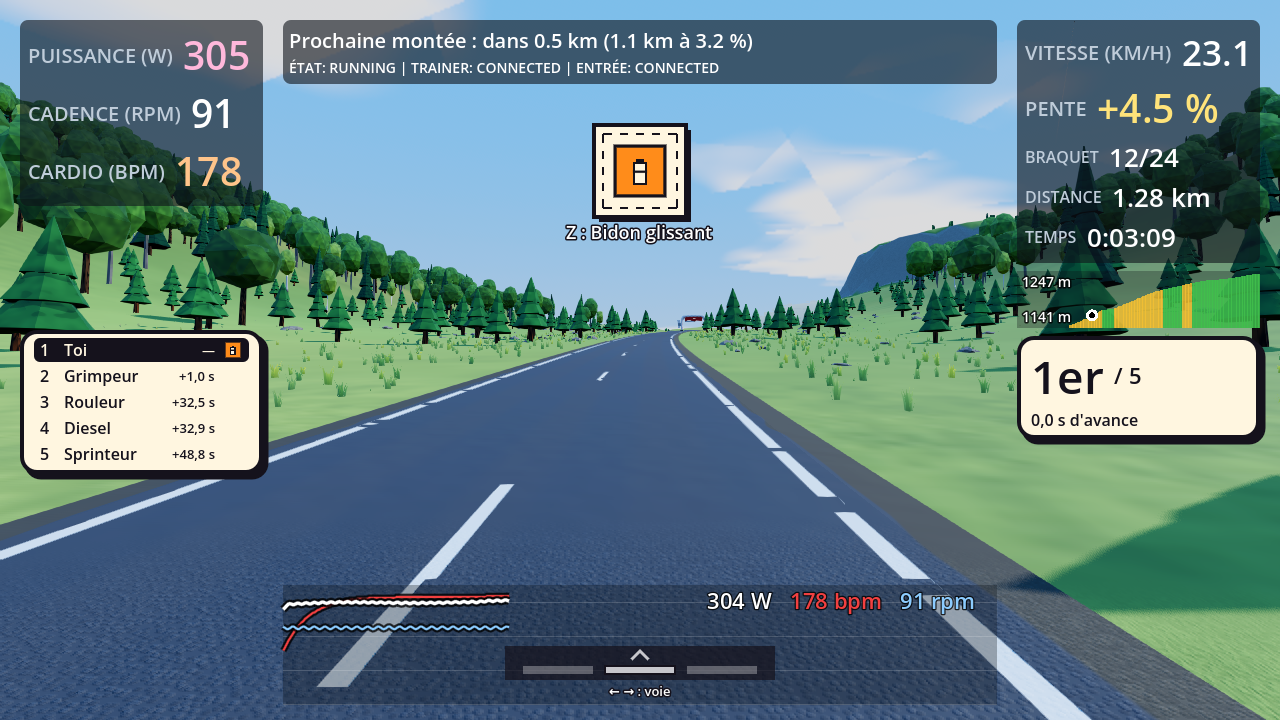 PUISSANCE (W) 305
CADENCE (RPM) 91
CARDIO (BPM) 178
Prochaine montée : dans 0.5 km (1.1 km à 3.2 %)
ÉTAT: RUNNING | TRAINER: CONNECTED | ENTRÉE: CONNECTED
Z : Bidon glissant
VITESSE (KM/H) 23.1
PENTE +4.5 %
BRAQUET 12/24
DISTANCE 1.28 km
TEMPS 0:03:09
1247 m
1141 m
1 Toi —
2 Grimpeur +1,0 s
3 Rouleur +32,5 s
4 Diesel +32,9 s
5 Sprinteur +48,8 s
1er / 5
0,0 s d'avance
304 W 178 bpm 91 rpm
← → : voie